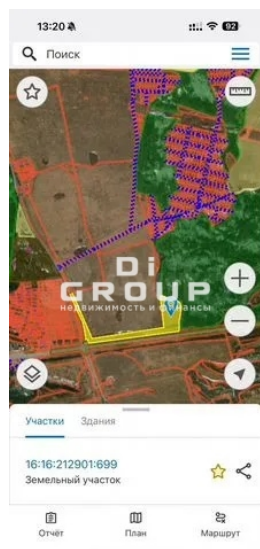 13:20
92
Поиск
Di
GROUP
недвижимость и финансы
Участки
Здания
16:16:212901:699
Земельный участок
Отчёт
План
Маршрут